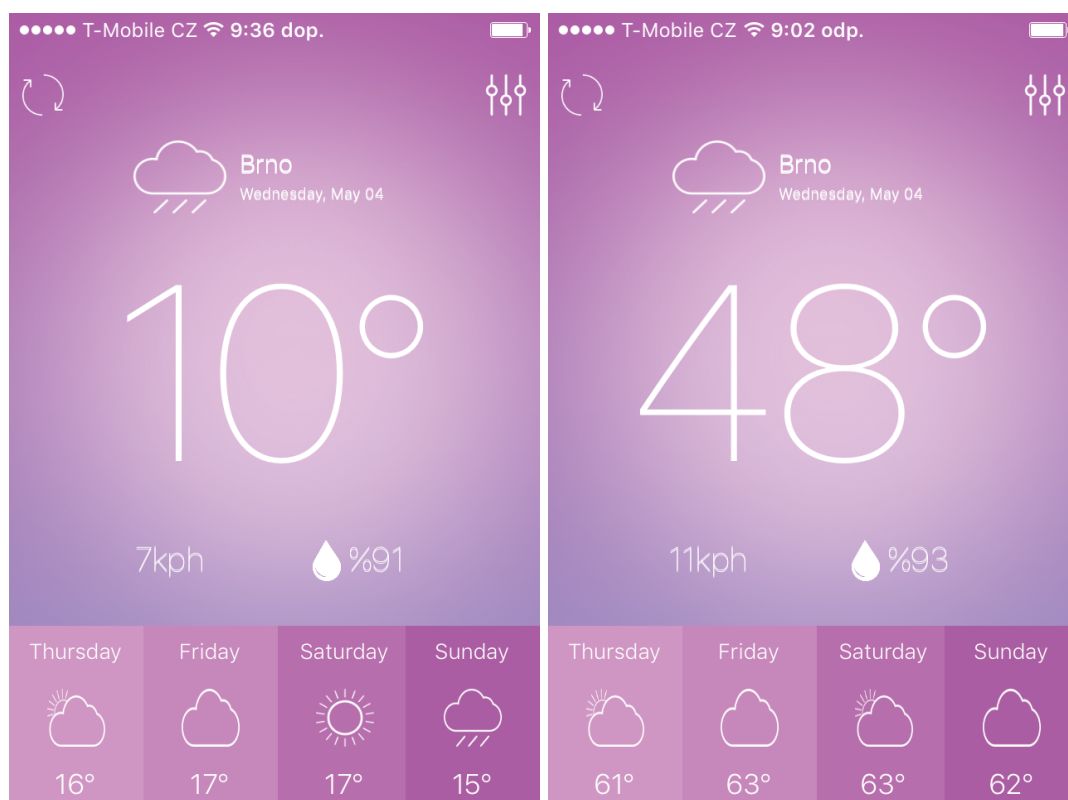 T-Mobile CZ 9:36 dop.
Brno
Wednesday, May 04
10°
7kph %91
Thursday Friday Saturday Sunday
16° 17° 17° 15°
T-Mobile CZ 9:02 odp.
Brno
Wednesday, May 04
48°
11kph %93
Thursday Friday Saturday Sunday
61° 63° 63° 62°